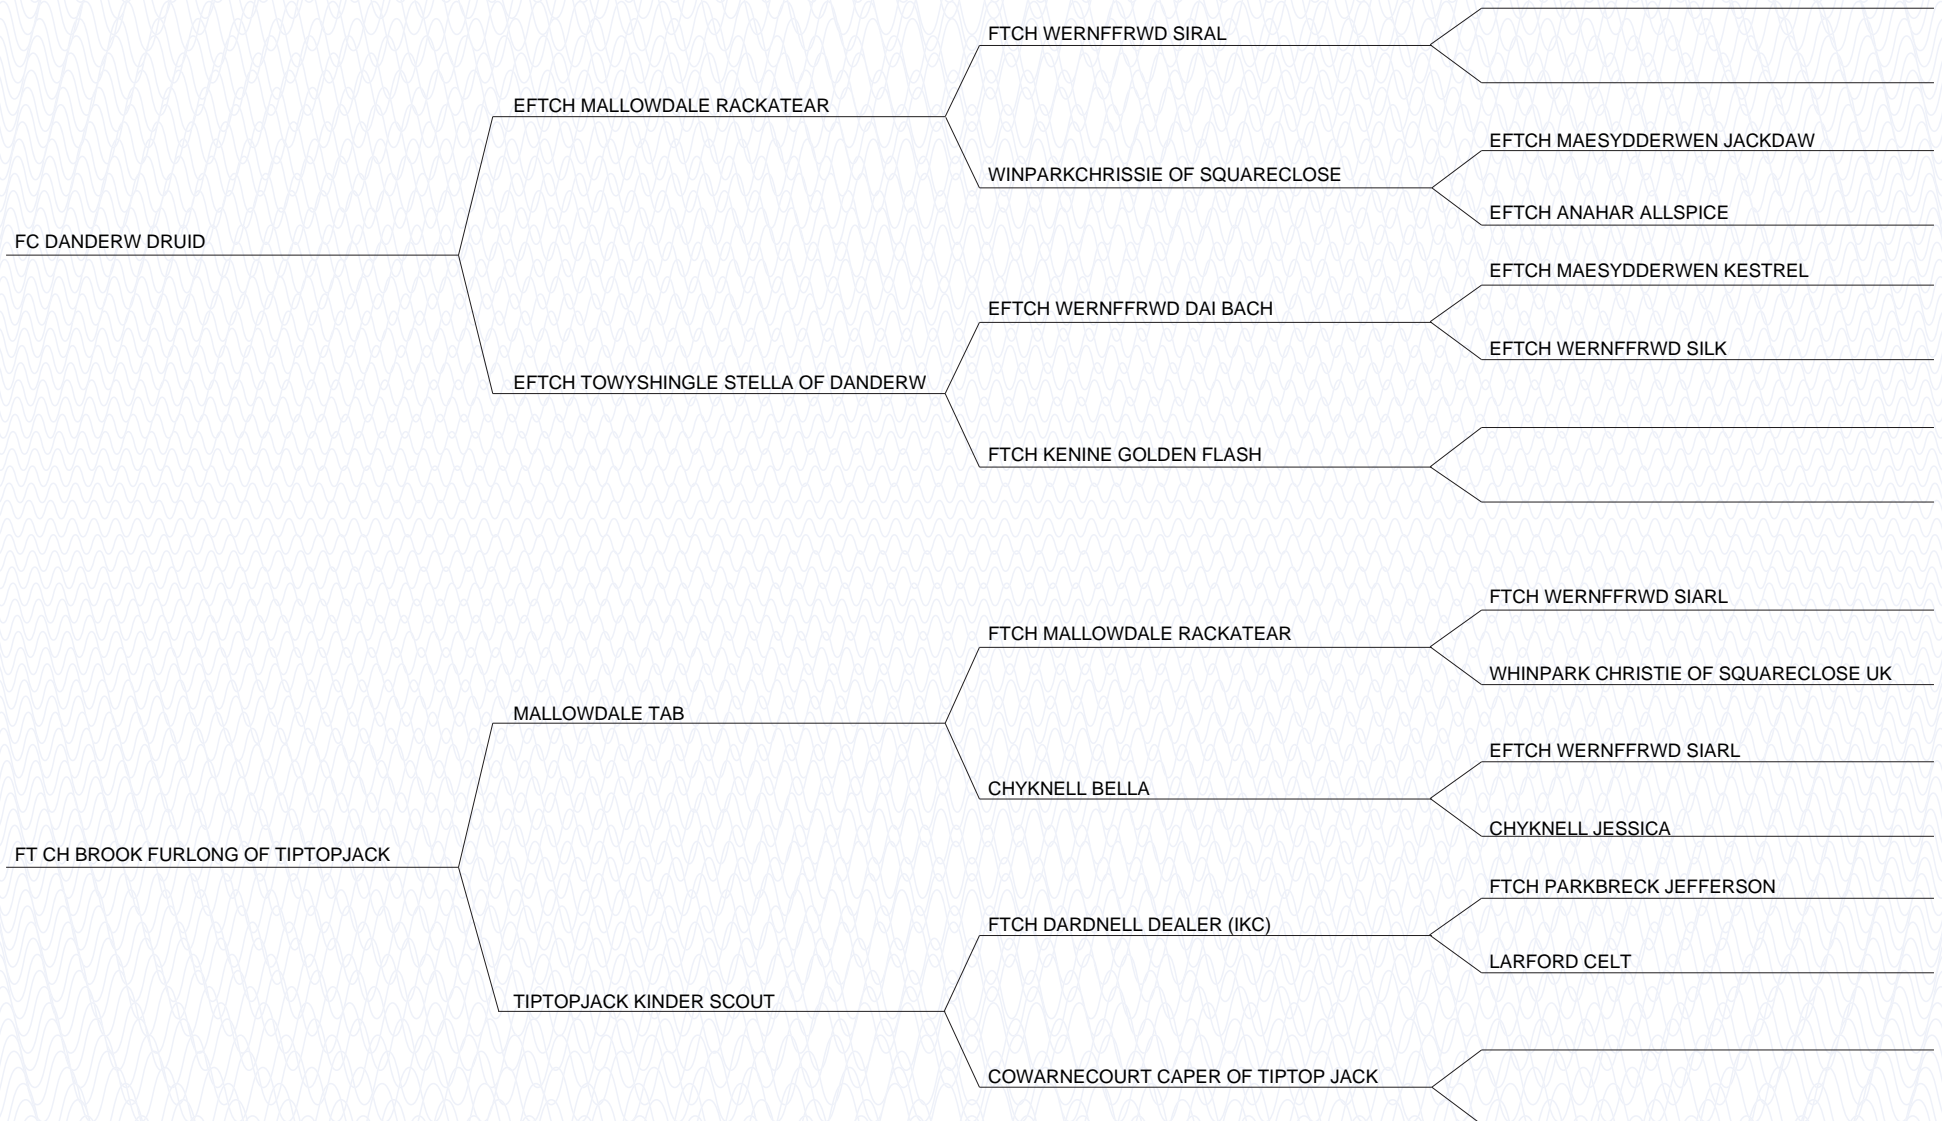 FC DANDERW DRUID
EFTCH MALLOWDALE RACKATEAR
FTCH WERNFFRWD SIRAL
WINPARKCHRISSIE OF SQUARECLOSE
EFTCH MAESYDDERWEN JACKDAW
EFTCH ANAHAR ALLSPICE
EFTCH TOWYSHINGLE STELLA OF DANDERW
EFTCH WERNFFRWD DAI BACH
EFTCH MAESYDDERWEN KESTREL
EFTCH WERNFFRWD SILK
FTCH KENINE GOLDEN FLASH
FT CH BROOK FURLONG OF TIPTOPJACK
MALLOWDALE TAB
FTCH MALLOWDALE RACKATEAR
FTCH WERNFFRWD SIARL
WHINPARK CHRISTIE OF SQUARECLOSE UK
CHYKNELL BELLA
EFTCH WERNFFRWD SIARL
CHYKNELL JESSICA
TIPTOPJACK KINDER SCOUT
FTCH DARDNELL DEALER (IKC)
FTCH PARKBRECK JEFFERSON
LARFORD CELT
COWARNECOURT CAPER OF TIPTOP JACK